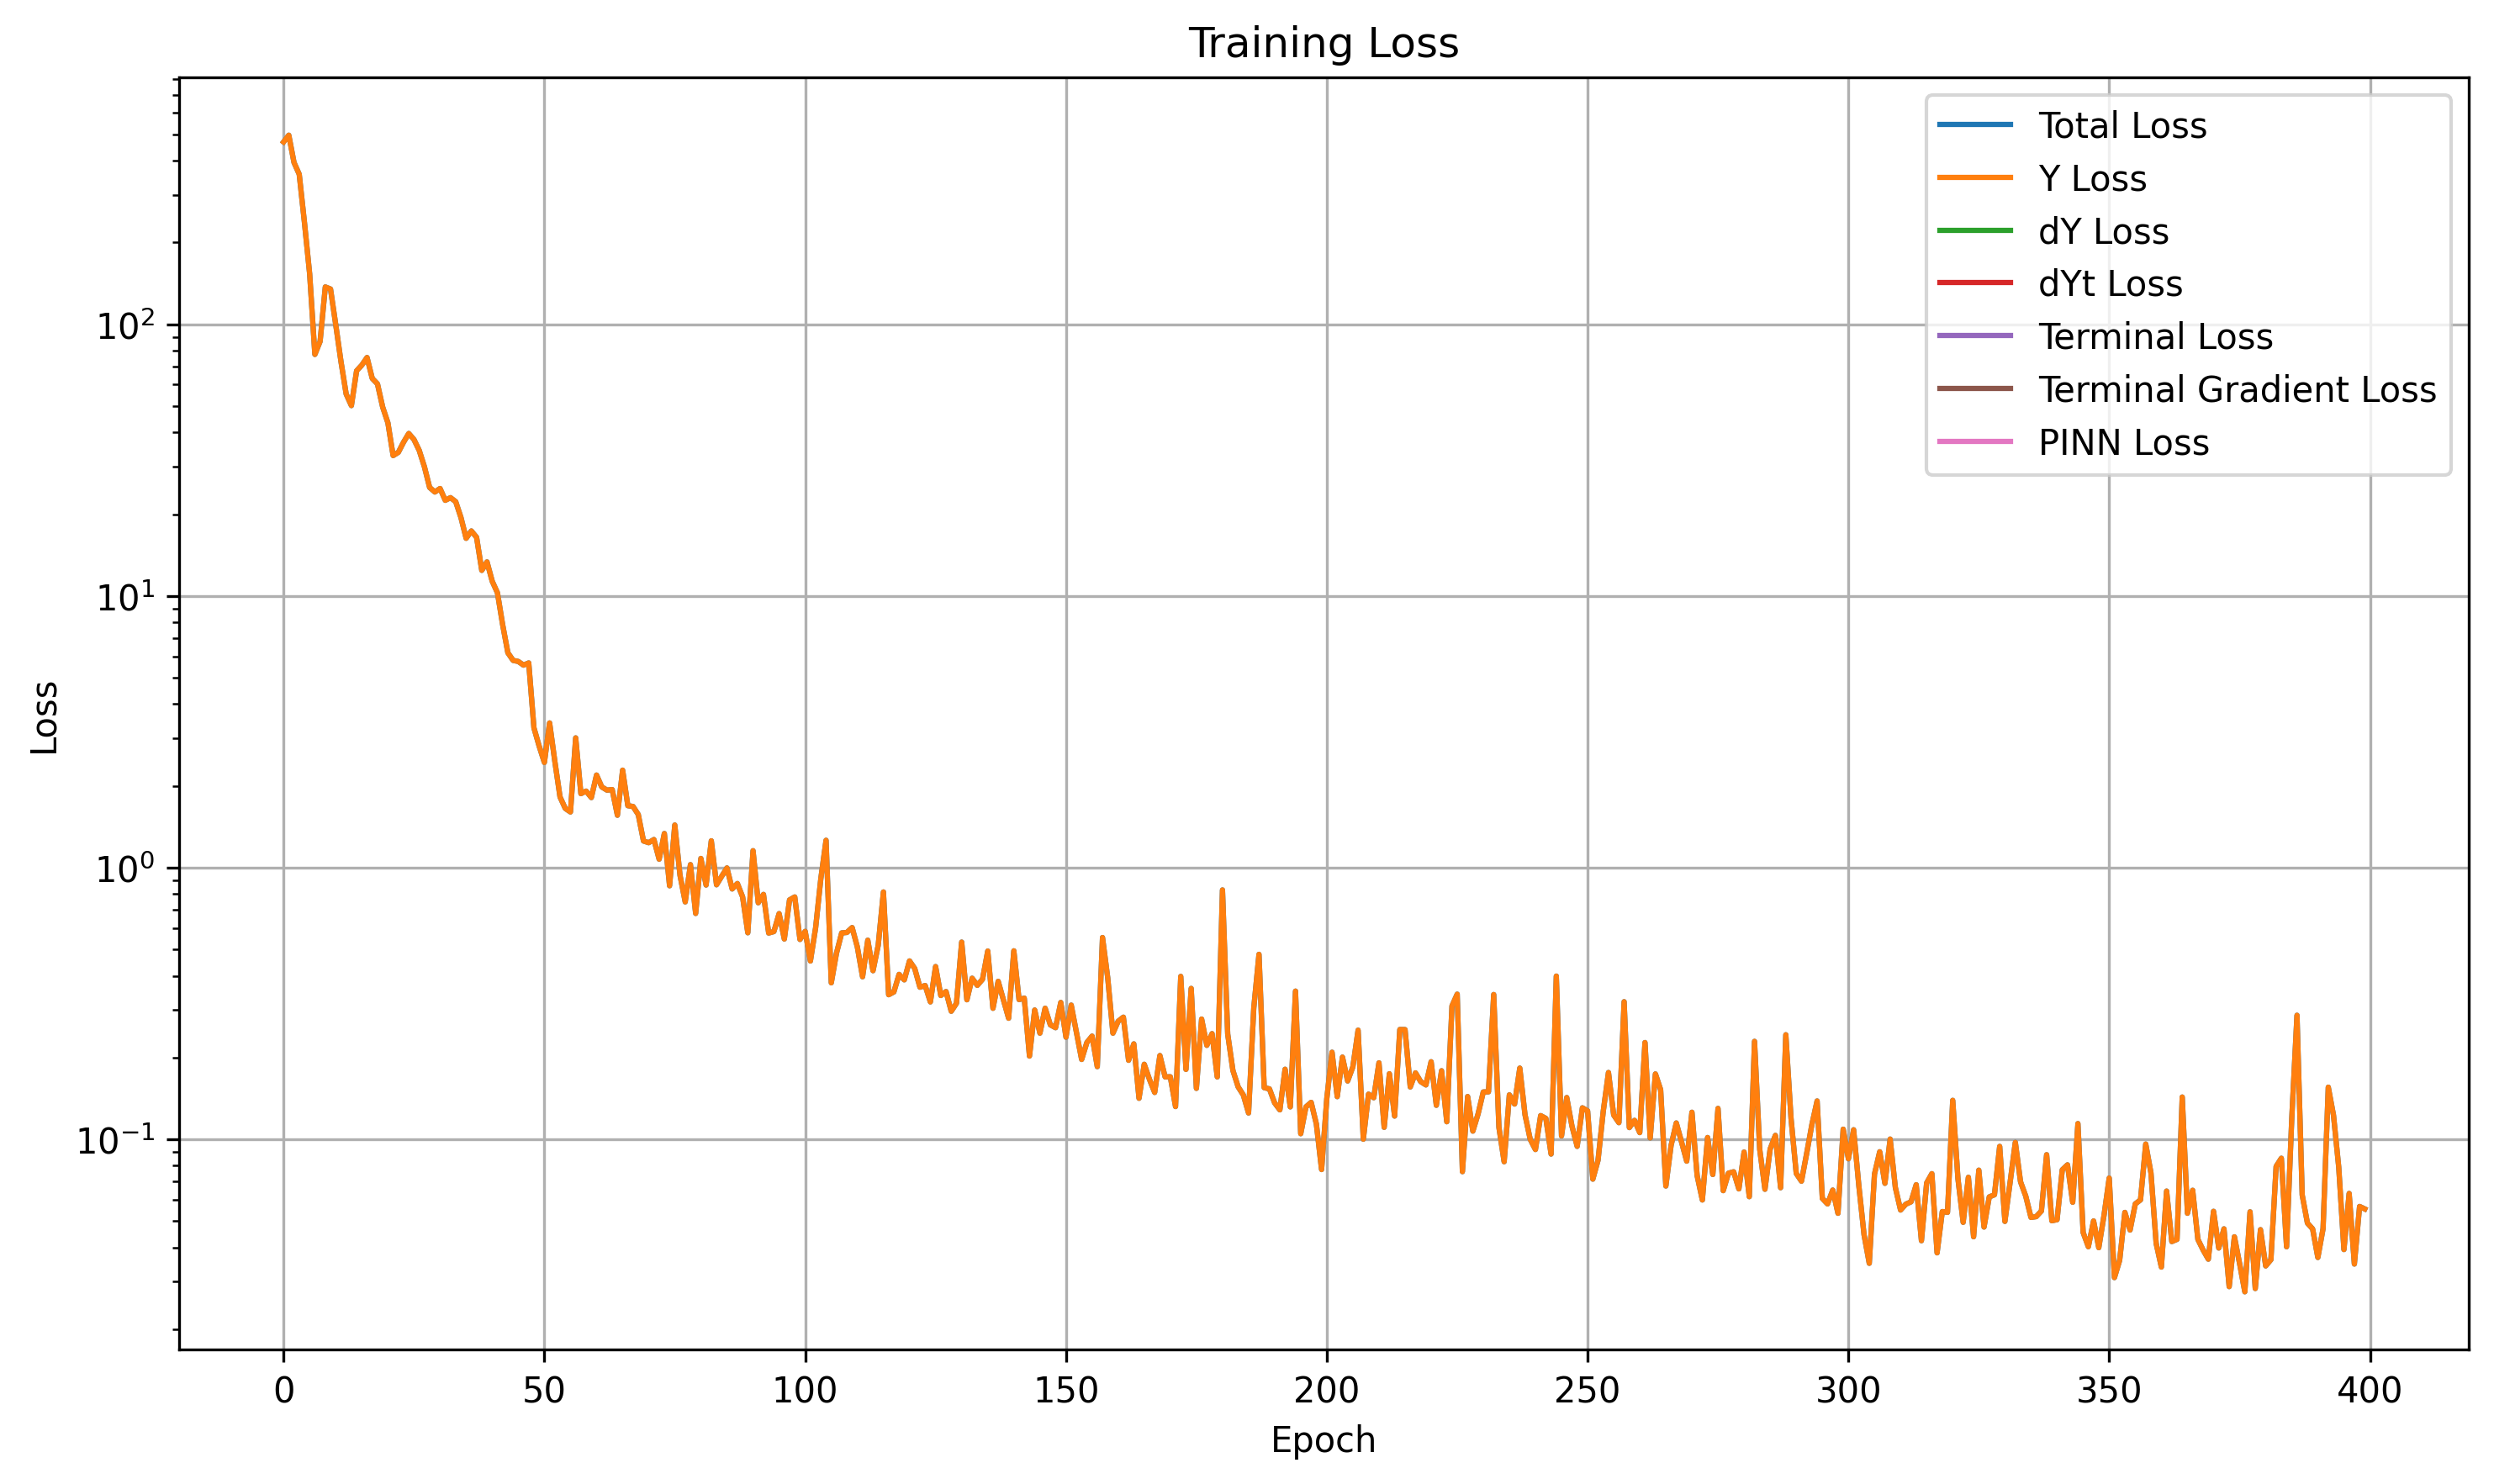 Training Loss
Total Loss
Y Loss
dY Loss
dYt Loss
Terminal Loss
Terminal Gradient Loss
PINN Loss
Loss
10²
10¹
10⁰
10⁻¹
0 50 100 150 200 250 300 350 400
Epoch